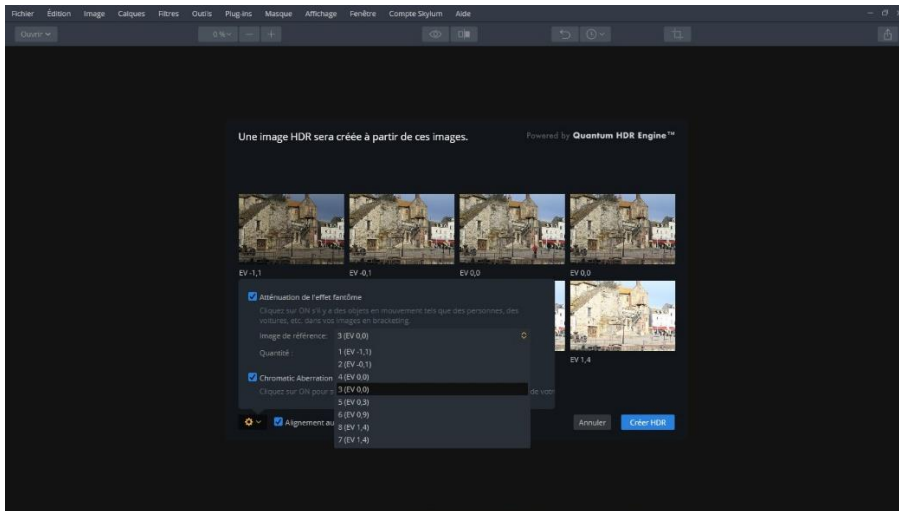 Fichier Édition Image Calques Filtres Outils Plug-ins Masque Affichage Fenêtre Compte Skylum Aide
Ouvrir 0 %
Une image HDR sera créée à partir de ces images. Powered by Quantum HDR Engine™
EV -1,1 EV -0,1 EV 0,0 EV 0,0
Atténuation de l'effet fantôme
Cliquez sur ON s'il y a des objets en mouvement tels que des personnes, des
voitures, etc. dans vos images en bracketing.
Image de référence: 3 (EV 0,0)
Quantité 1 (EV -1,1)
EV 1,4
2 (EV -0,1)
Chromatic Aberration 4 (EV 0,0)
3 (EV 0,0)
Cliquez sur ON pour de votr
5 (EV 0,3)
6 (EV 0,9)
Alignement au 8 (EV 1,4) Annuler Créer HDR
7 (EV 1,4)